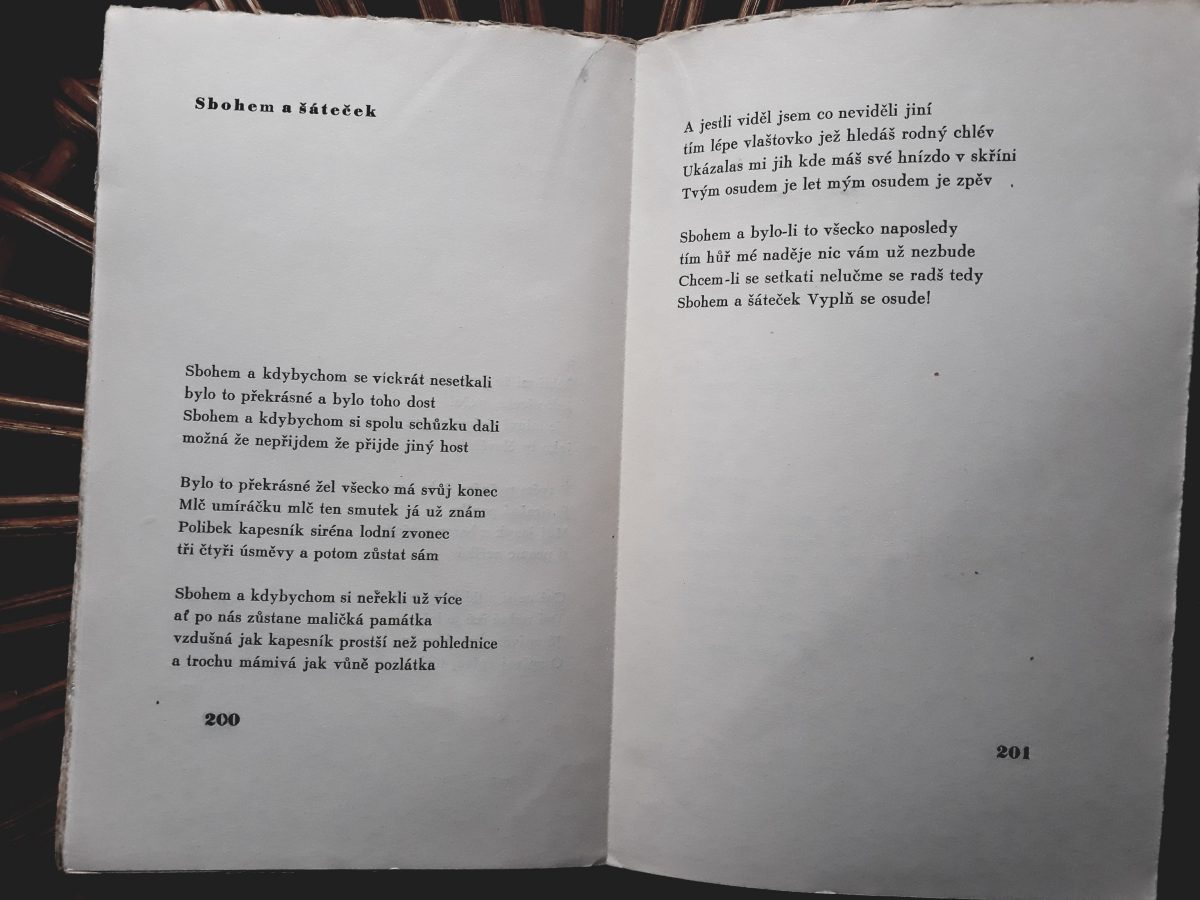 Sbohem a šáteček
Sbohem a kdybychom se víckrát nesetkali
bylo to překrásné a bylo toho dost
Sbohem a kdybychom si spolu schůzku dali
možná že nepřijdem že přijde jiný host
Bylo to překrásné žel všecko má svůj konec
Mlč umíráčku mlč ten smutek já už znám
Polibek kapesník siréna lodní zvonec
tři čtyři úsměvy a potom zůstat sám
Sbohem a kdybychom si neřekli už více
ať po nás zůstane maličká památka
vzdušná jak kapesník prostší než pohlednice
a trochu mámivá jak vůně pozlátka
200
A jestli viděl jsem co neviděli jiní
tím lépe vlaštovko jež hledáš rodný chlév
Ukázalas mi jih kde máš své hnízdo v skříni
Tvým osudem je let mým osudem je zpěv
Sbohem a bylo-li to všecko naposledy
tím hůř mé naděje nic vám už nezbude
Chcem-li se setkati nelučme se radš tedy
Sbohem a šáteček Vyplň se osude!
201